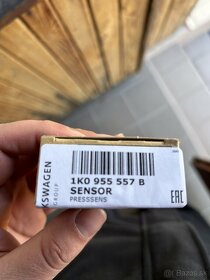 1K0 955 557 B
SENSOR
PRESSSENS
KSWAGEN
GROUP
EAC
Bazos.sk